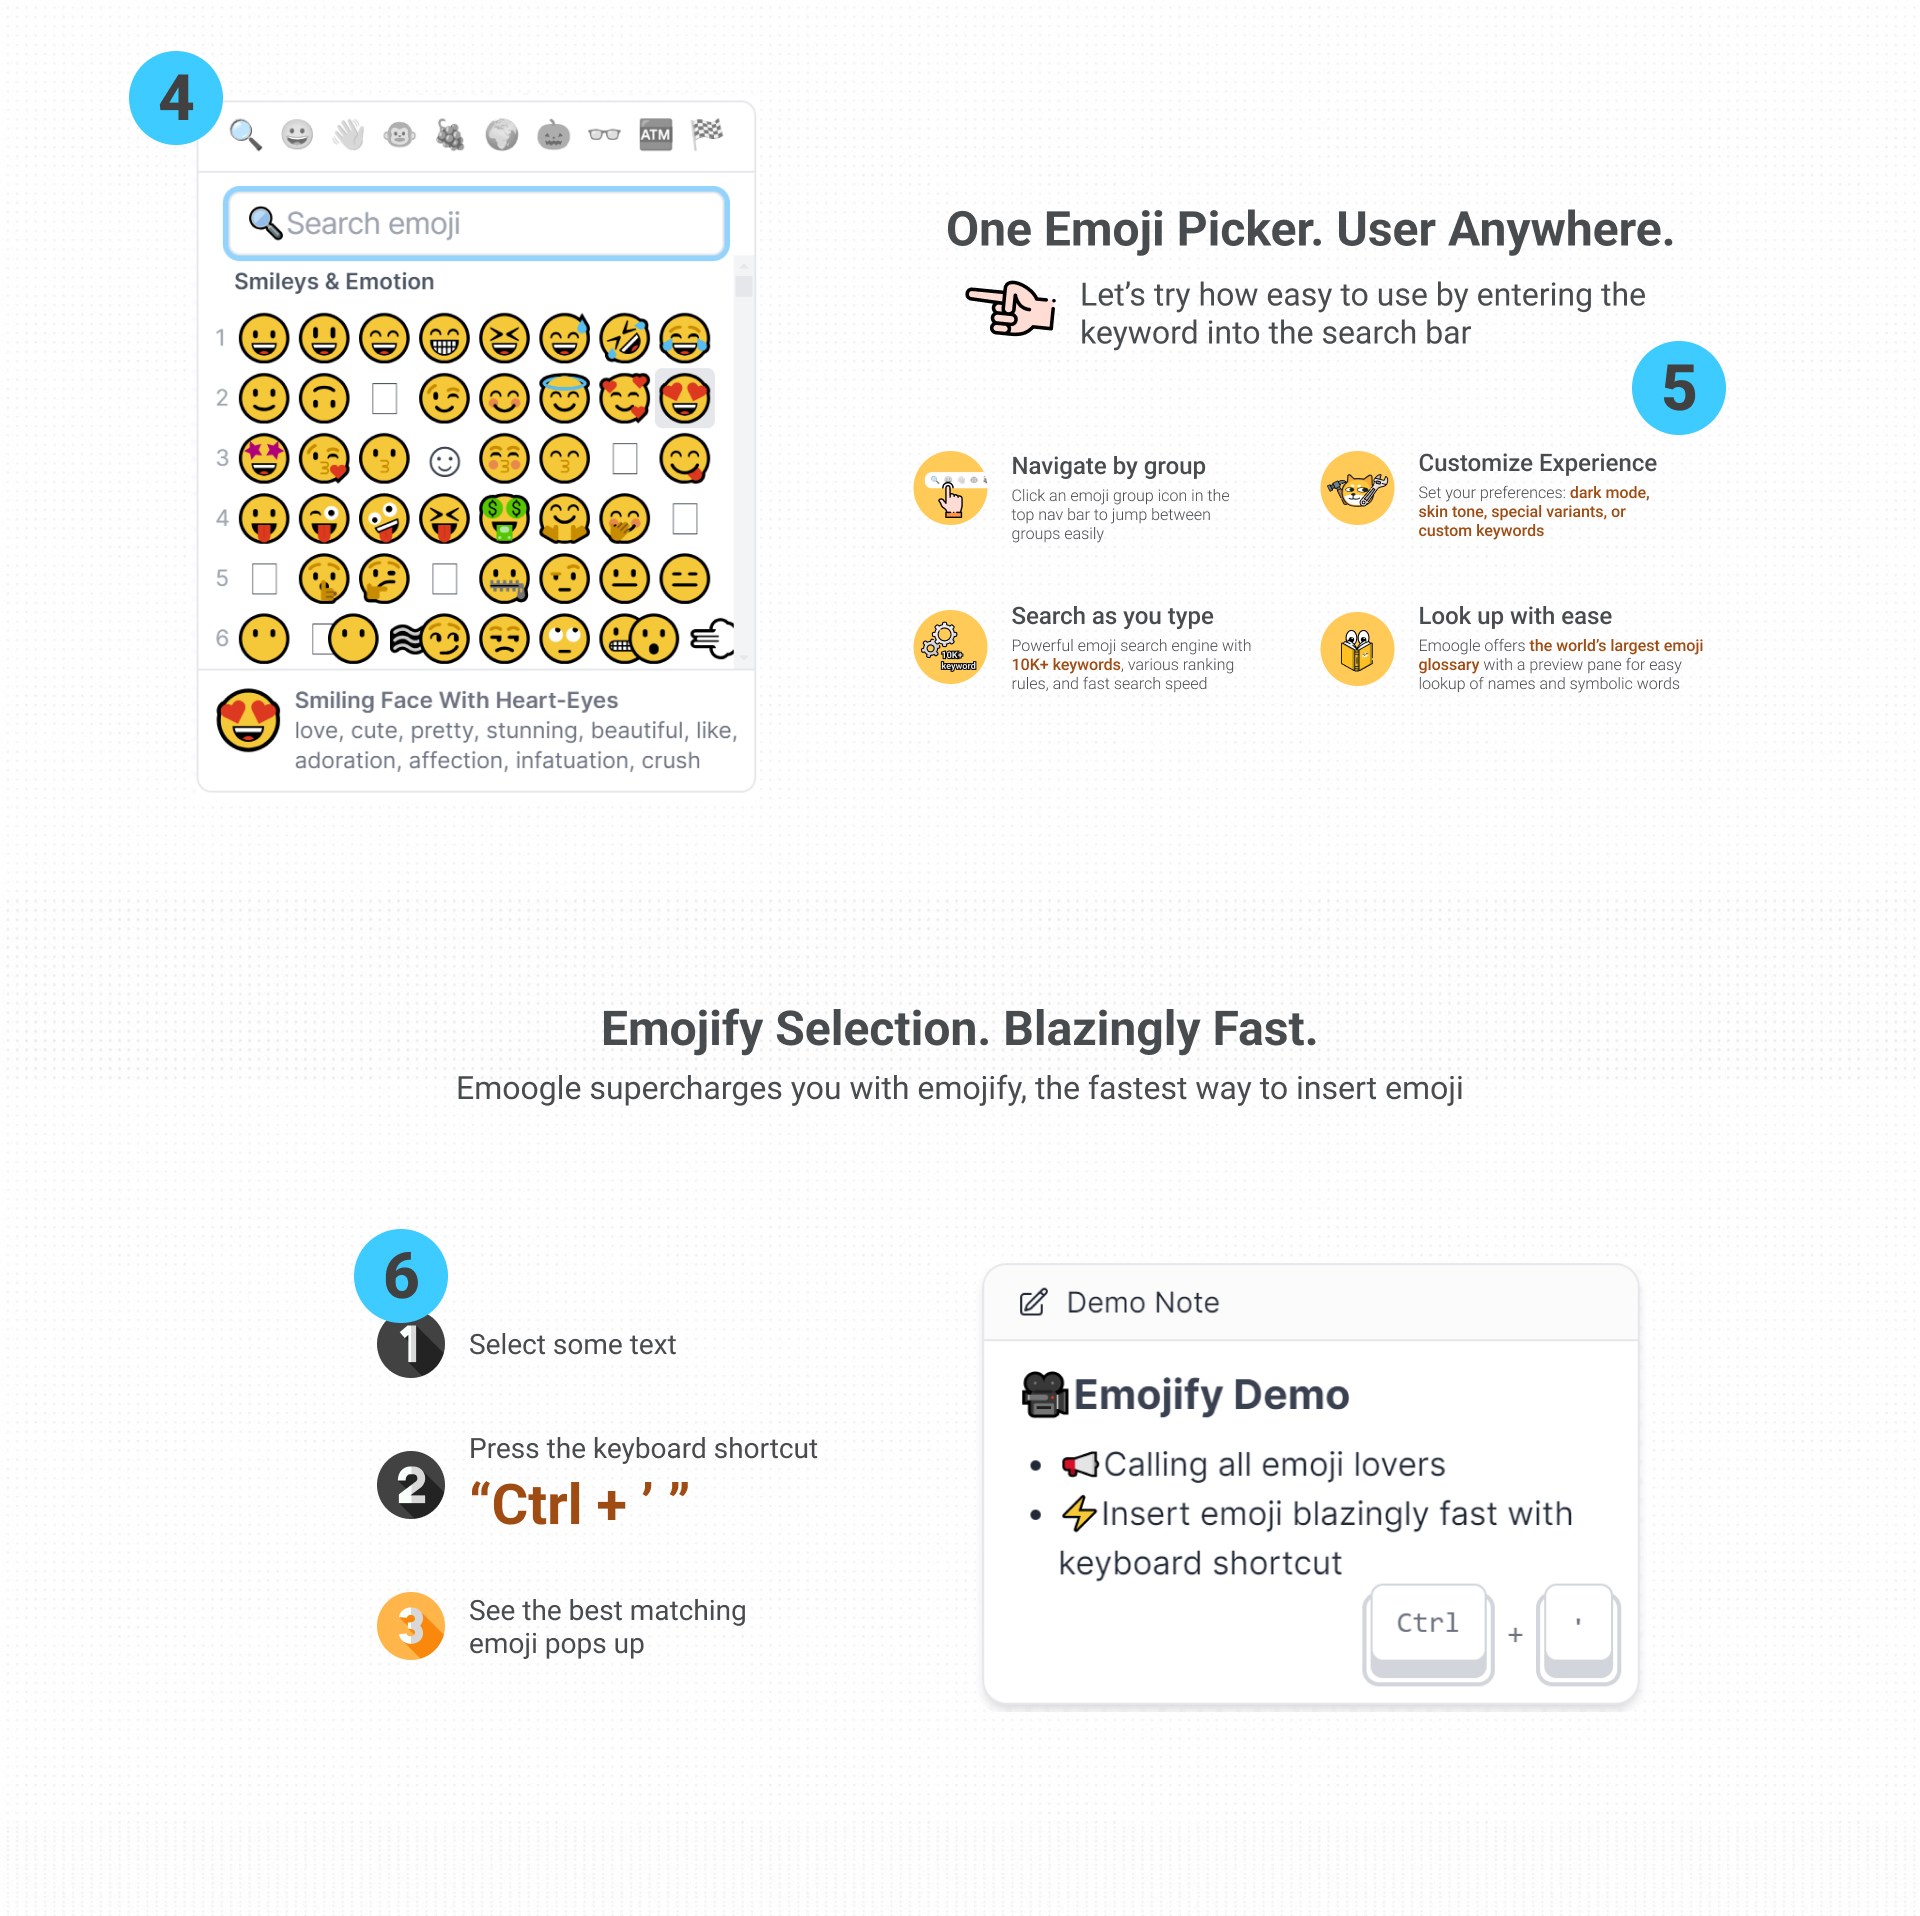 4
ATM
Search emoji
Smileys & Emotion
1
2
3
4
5
6
Smiling Face With Heart-Eyes
love, cute, pretty, stunning, beautiful, like,
adoration, affection, infatuation, crush
One Emoji Picker. User Anywhere.
Let’s try how easy to use by entering the
keyword into the search bar
5
Navigate by group
Click an emoji group icon in the
top nav bar to jump between
groups easily
Customize Experience
Set your preferences: dark mode,
skin tone, special variants, or
custom keywords
10K+
keyword
Search as you type
Powerful emoji search engine with
10K+ keywords, various ranking
rules, and fast search speed
Look up with ease
Emoogle offers the world’s largest emoji
glossary with a preview pane for easy
lookup of names and symbolic words
Emojify Selection. Blazingly Fast.
Emoogle supercharges you with emojify, the fastest way to insert emoji
6
1
Select some text
2
Press the keyboard shortcut
“Ctrl + ’ ”
3
See the best matching
emoji pops up
Demo Note
Emojify Demo
• Calling all emoji lovers
• Insert emoji blazingly fast with
keyboard shortcut
Ctrl + '